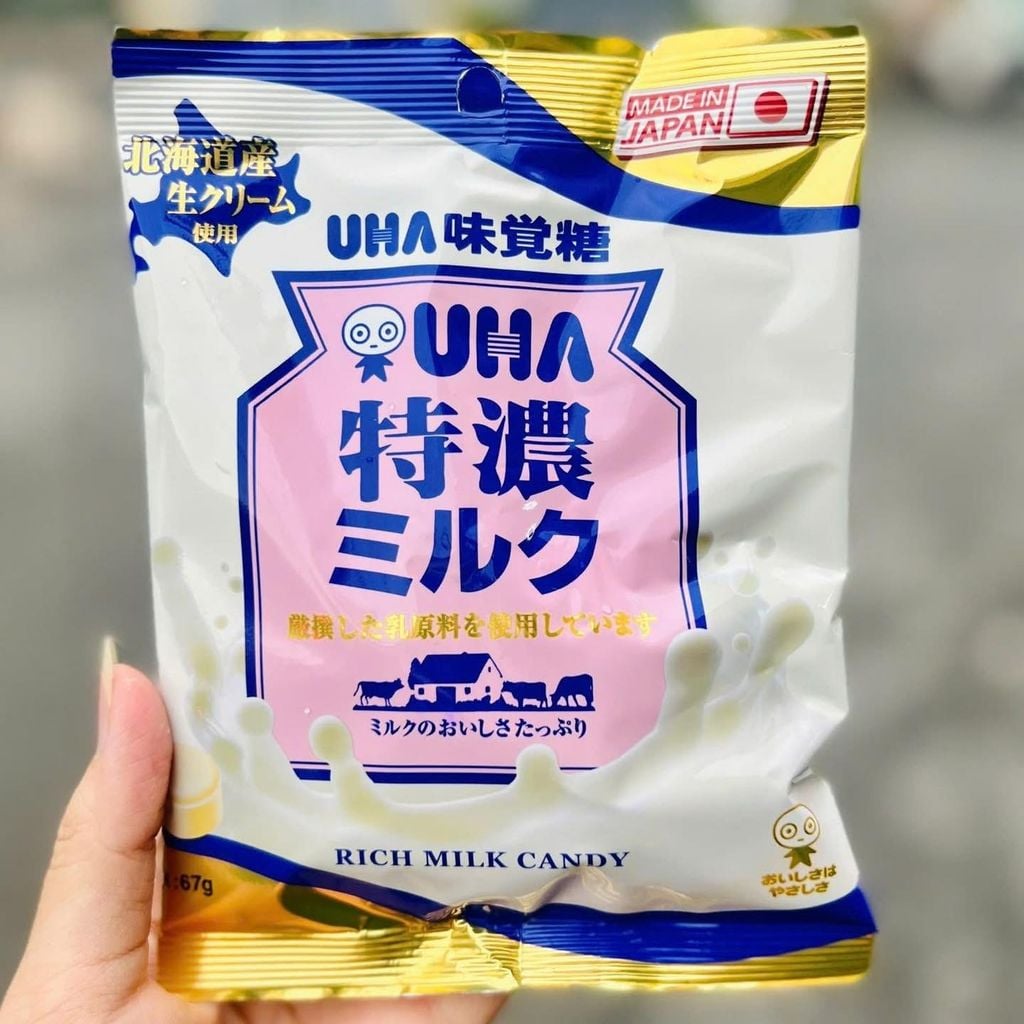 MADE IN
JAPAN
北海道産
生クリーム
使用
UHA味覚糖
UHA
特濃
ミルク
厳撰した乳原料を使用しています
ミルクのおいしさたっぷり
RICH MILK CANDY
おいしさは
やさしさ
:67g